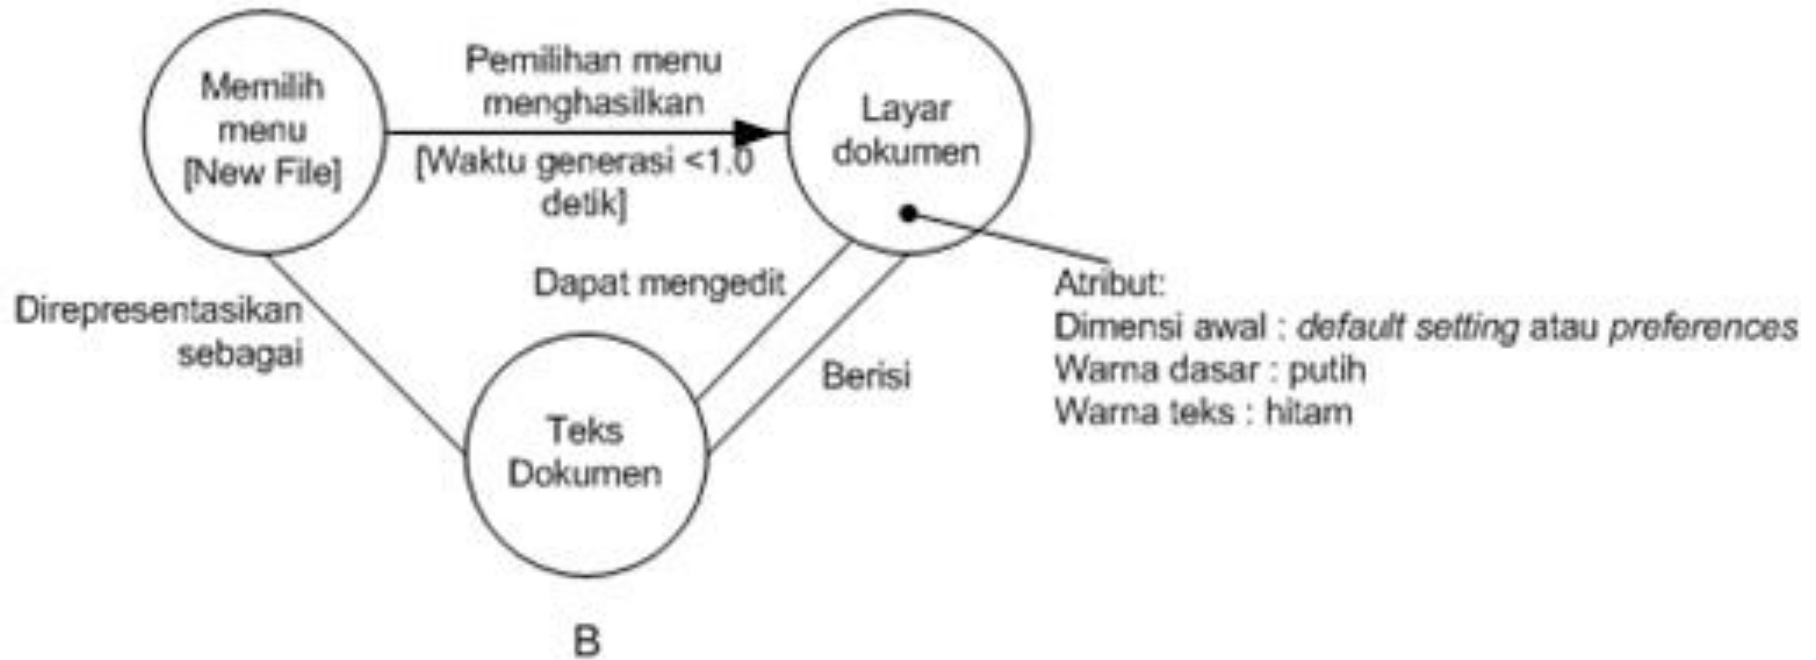 Memilih
menu
[New File]
Pemilihan menu
menghasilkan
[Waktu generasi <1.0
detik]
Layar
dokumen
Direpresentasikan
sebagai
Dapat mengedit
Berisi
Atribut:
Dimensi awal : default setting atau preferences
Warna dasar : putih
Warna teks : hitam
Teks
Dokumen
B